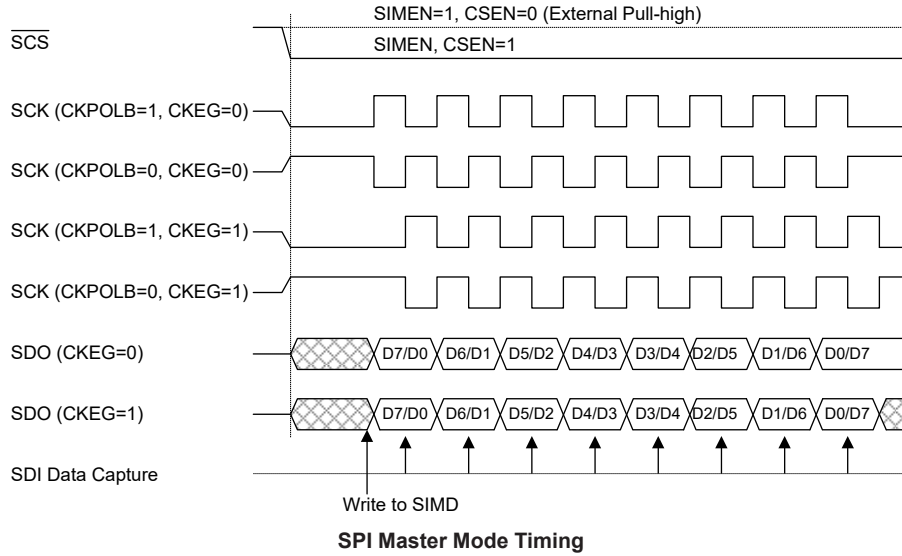 SIMEN=1, CSEN=0 (External Pull-high)
SCS
SIMEN, CSEN=1
SCK (CKPOLB=1, CKEG=0)
SCK (CKPOLB=0, CKEG=0)
SCK (CKPOLB=1, CKEG=1)
SCK (CKPOLB=0, CKEG=1)
SDO (CKEG=0) D7/D0 D6/D1 D5/D2 D4/D3 D3/D4 D2/D5 D1/D6 D0/D7
SDO (CKEG=1) D7/D0 D6/D1 D5/D2 D4/D3 D3/D4 D2/D5 D1/D6 D0/D7
SDI Data Capture
Write to SIMD
SPI Master Mode Timing